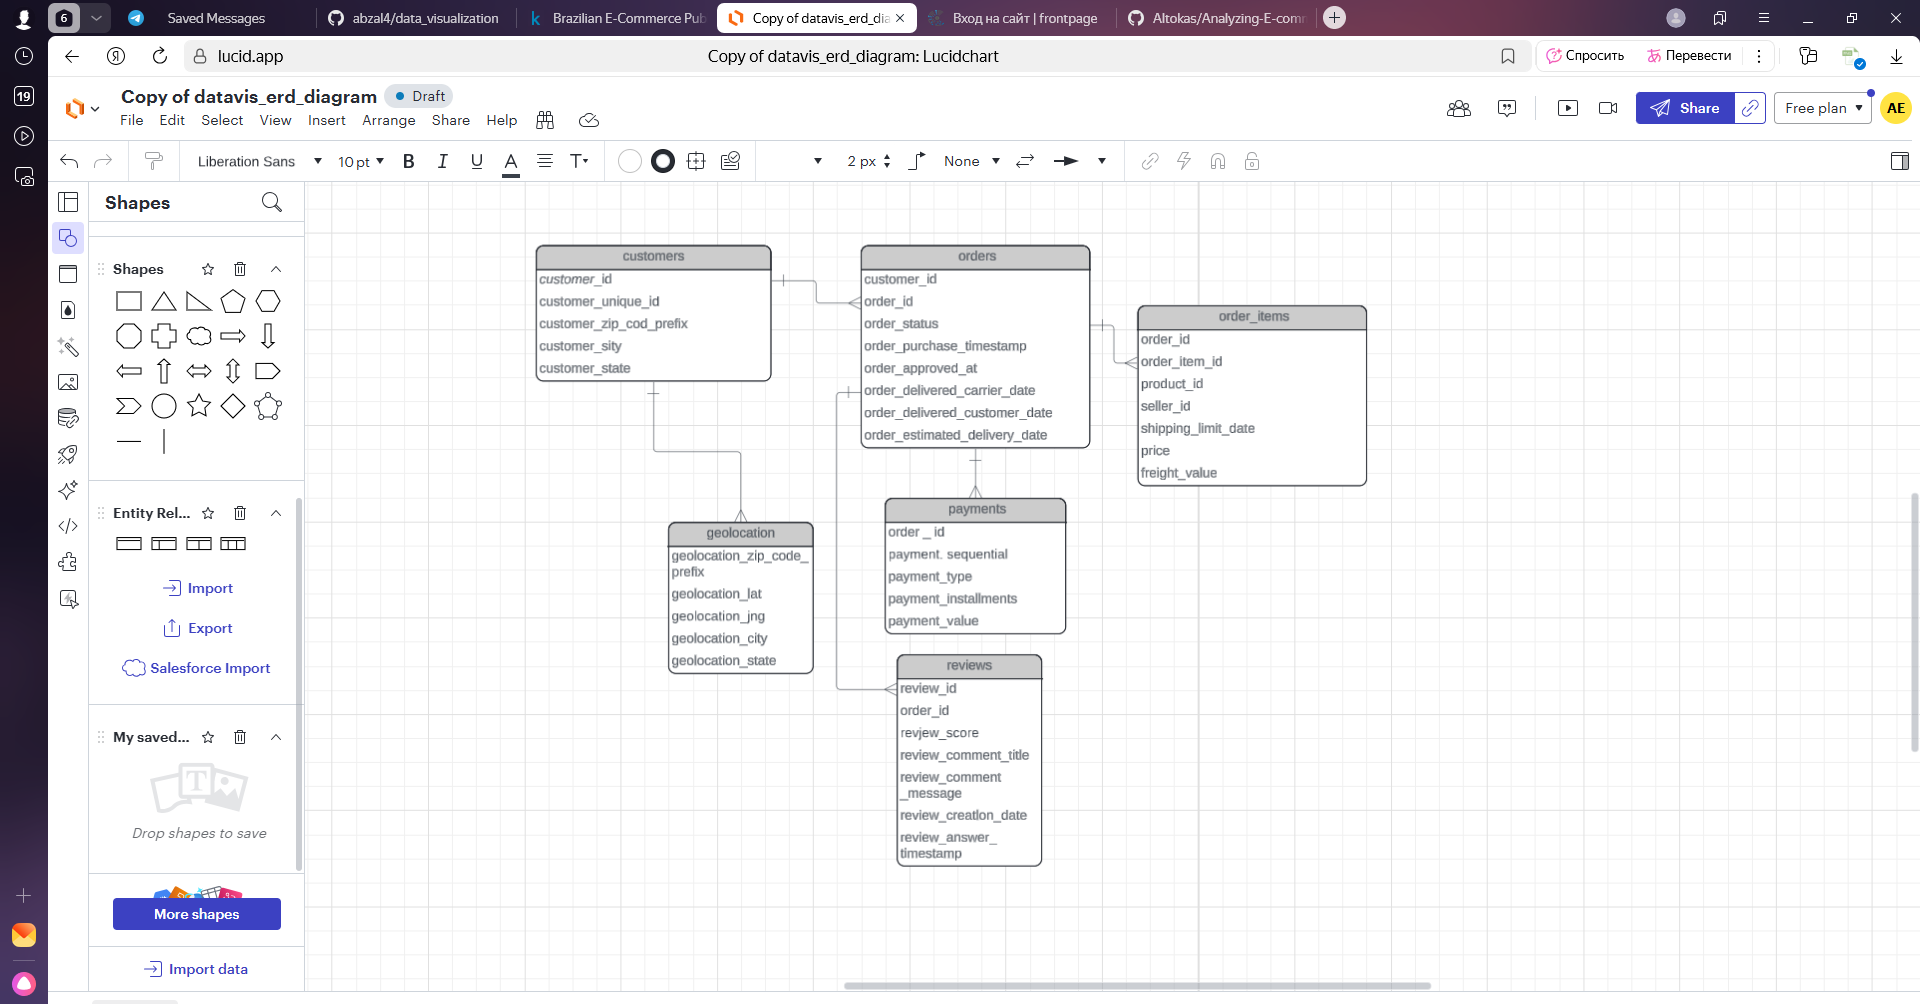 6
Saved Messages
abzal4/data_visualization
Brazilian E-Commerce Pub
Copy of datavis_erd_dia
Вход на сайт | frontpage
Altokas/Analyzing-E-comm
19
lucid.app
Copy of datavis_erd_diagram: Lucidchart
Спросить
Перевести
Copy of datavis_erd_diagram
Draft
File
Edit
Select
View
Insert
Arrange
Share
Help
Share
Free plan
AE
Liberation Sans
10 pt
B
I
U
A
T
2 px
None
Shapes
Shapes
Entity Rel...
Import
Export
Salesforce Import
My saved...
T
Drop shapes to save
More shapes
Import data
customers
customer_id
customer_unique_id
customer_zip_cod_prefix
customer_sity
customer_state
orders
customer_id
order_id
order_status
order_purchase_timestamp
order_approved_at
order_delivered_carrier_date
order_delivered_customer_date
order_estimated_delivery_date
order_items
order_id
order_item_id
product_id
seller_id
shipping_limit_date
price
freight_value
geolocation
geolocation_zip_code_
prefix
geolocation_lat
geolocation_jng
geolocation_city
geolocation_state
payments
order _ id
payment. sequential
payment_type
payment_installments
payment_value
reviews
review_id
order_id
revjew_score
review_comment_title
review_comment
_message
review_creatlon_date
review_answer_
timestamp